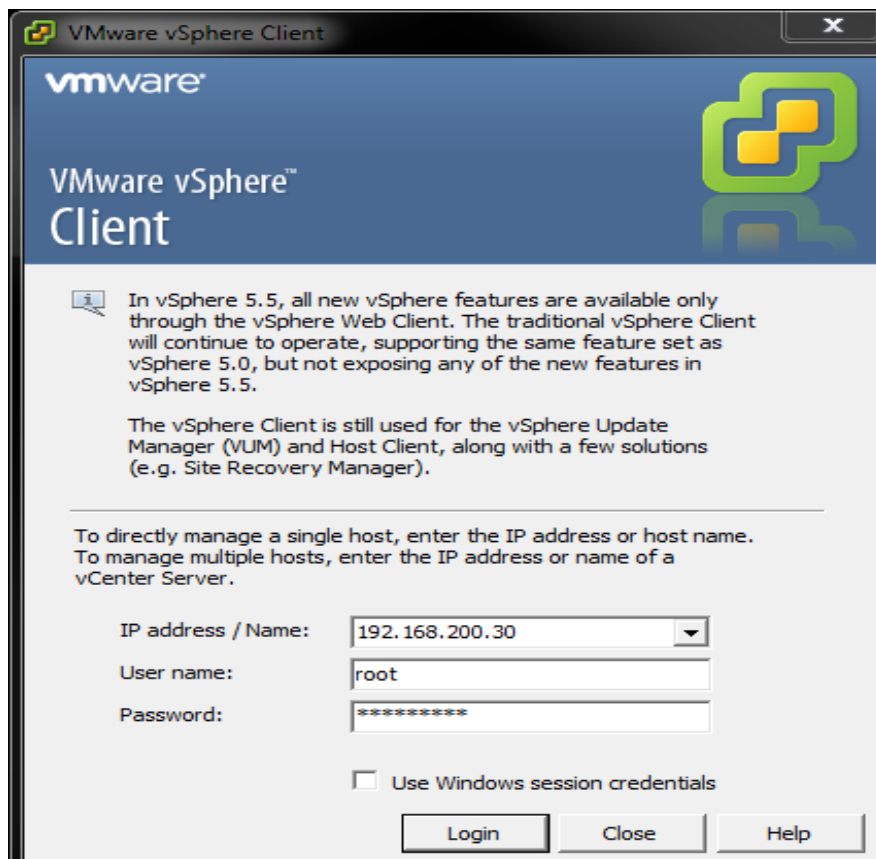 VMware vSphere Client
vmware®
VMware vSphere™
Client
In vSphere 5.5, all new vSphere features are available only
through the vSphere Web Client. The traditional vSphere Client
will continue to operate, supporting the same feature set as
vSphere 5.0, but not exposing any of the new features in
vSphere 5.5.
The vSphere Client is still used for the vSphere Update
Manager (VUM) and Host Client, along with a few solutions
(e.g. Site Recovery Manager).
To directly manage a single host, enter the IP address or host name.
To manage multiple hosts, enter the IP address or name of a
vCenter Server.
IP address / Name: 192.168.200.30
User name: root
Password: *********
Use Windows session credentials
Login Close Help